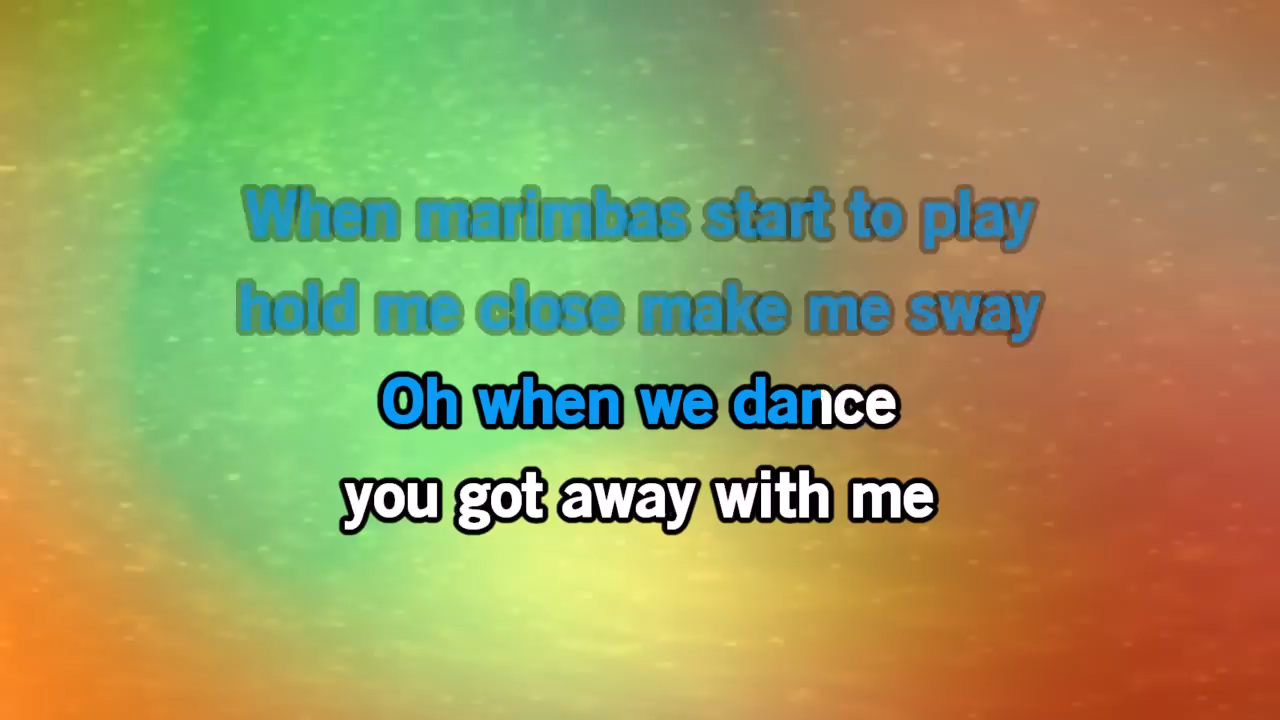 When marimbas start to play
hold me close make me sway
Oh when we dance
you got away with me